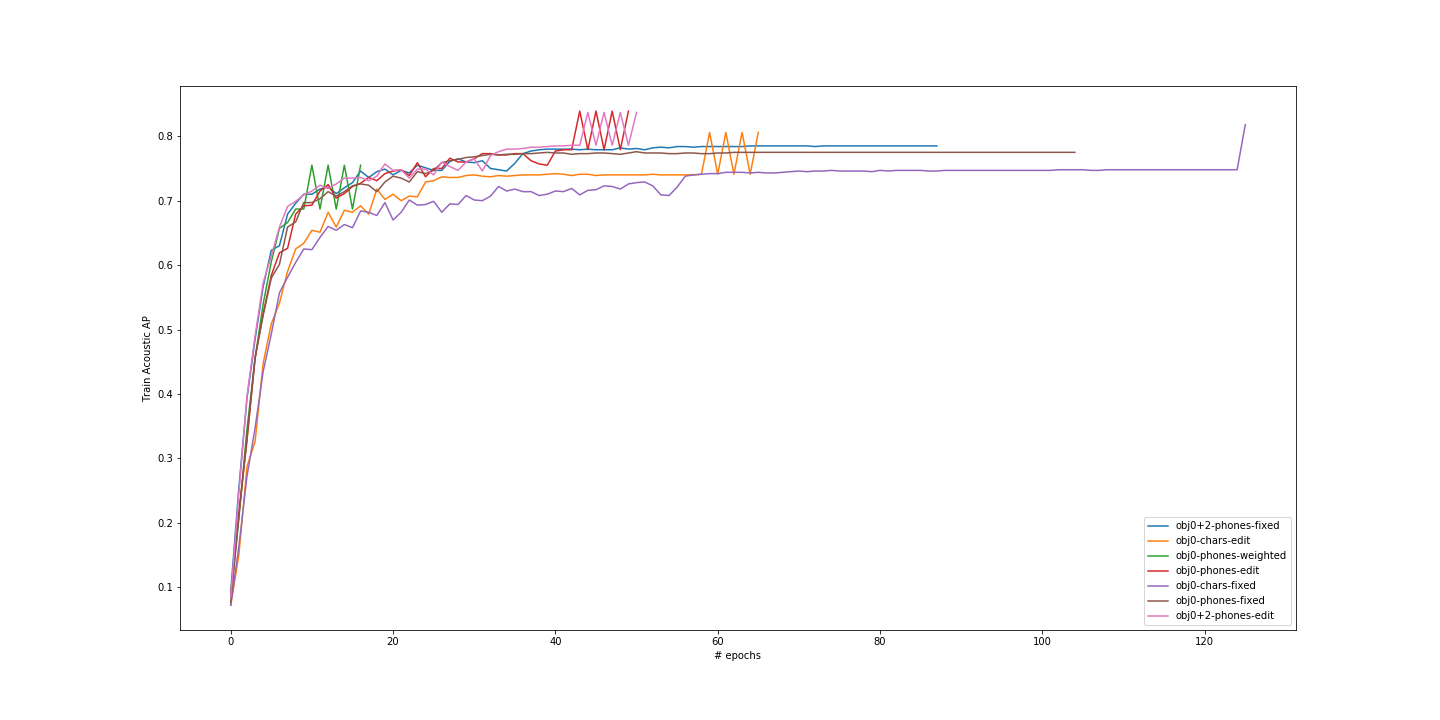 Train Acoustic AP
0.8
0.7
0.6
0.5
0.4
0.3
0.2
0.1
0
20
40
60
80
100
120
# epochs
obj0+2-phones-fixed
obj0-chars-edit
obj0-phones-weighted
obj0-phones-edit
obj0-chars-fixed
obj0-phones-fixed
obj0+2-phones-edit